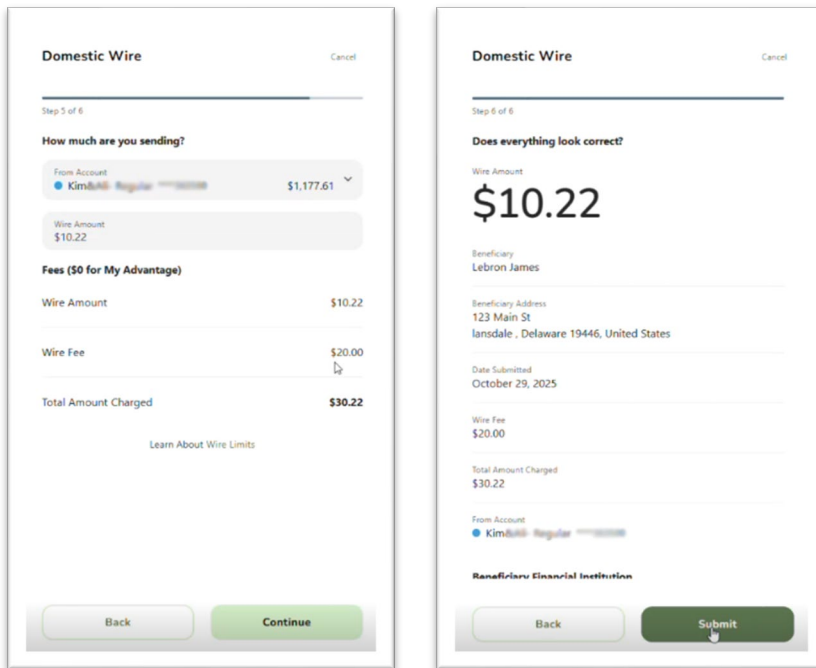 Domestic Wire
Cancel
Step 5 of 6
How much are you sending?
From Account
Kim
$1,177.61
Wire Amount
$10.22
Fees ($0 for My Advantage)
Wire Amount $10.22
Wire Fee $20.00
Total Amount Charged $30.22
Learn About Wire Limits
Back
Continue
Domestic Wire
Cancel
Step 6 of 6
Does everything look correct?
Wire Amount
$10.22
Beneficiary
Lebron James
Beneficiary Address
123 Main St
lansdale , Delaware 19446, United States
Date Submitted
October 29, 2025
Wire Fee
$20.00
Total Amount Charged
$30.22
From Account
Kim
Beneficiary Financial Institution
Back
Submit